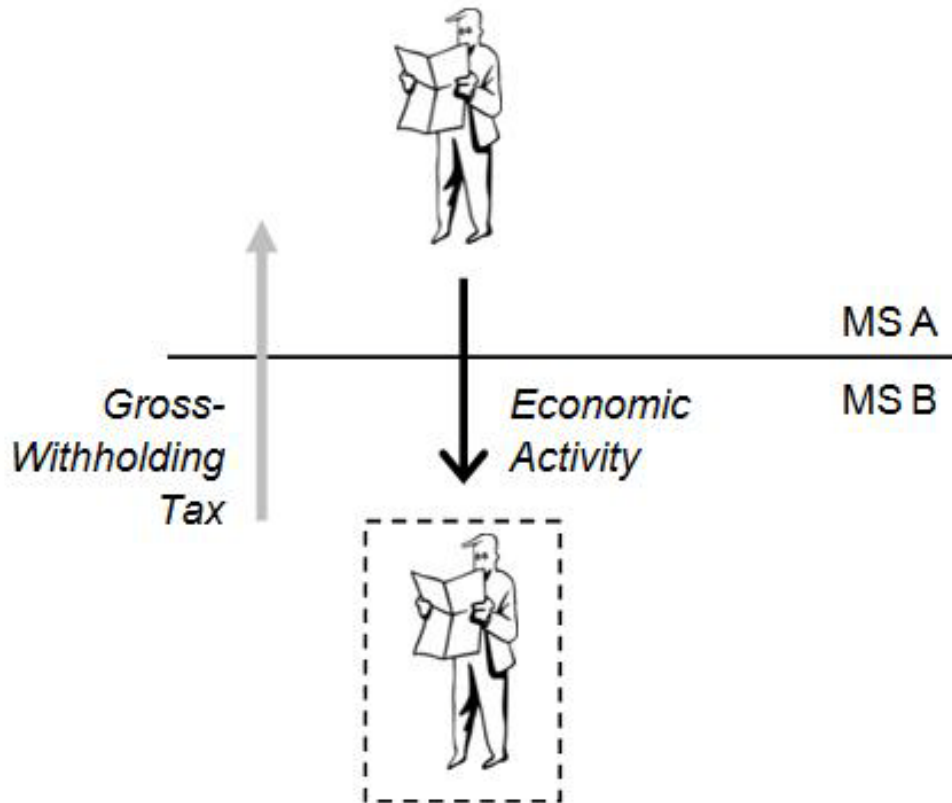 MS A
MS B
Gross-
Withholding
Tax
Economic
Activity